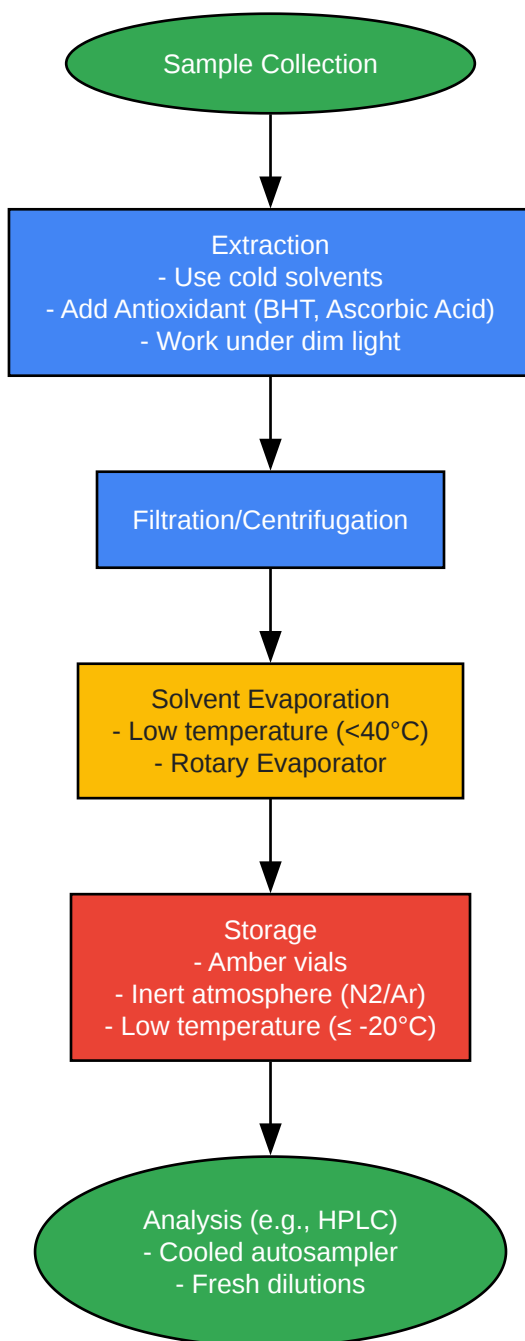 Sample Collection
Extraction
- Use cold solvents
- Add Antioxidant (BHT, Ascorbic Acid)
- Work under dim light
Filtration/Centrifugation
Solvent Evaporation
- Low temperature (<40°C)
- Rotary Evaporator
Storage
- Amber vials
- Inert atmosphere (N2/Ar)
- Low temperature (≤ -20°C)
Analysis (e.g., HPLC)
- Cooled autosampler
- Fresh dilutions